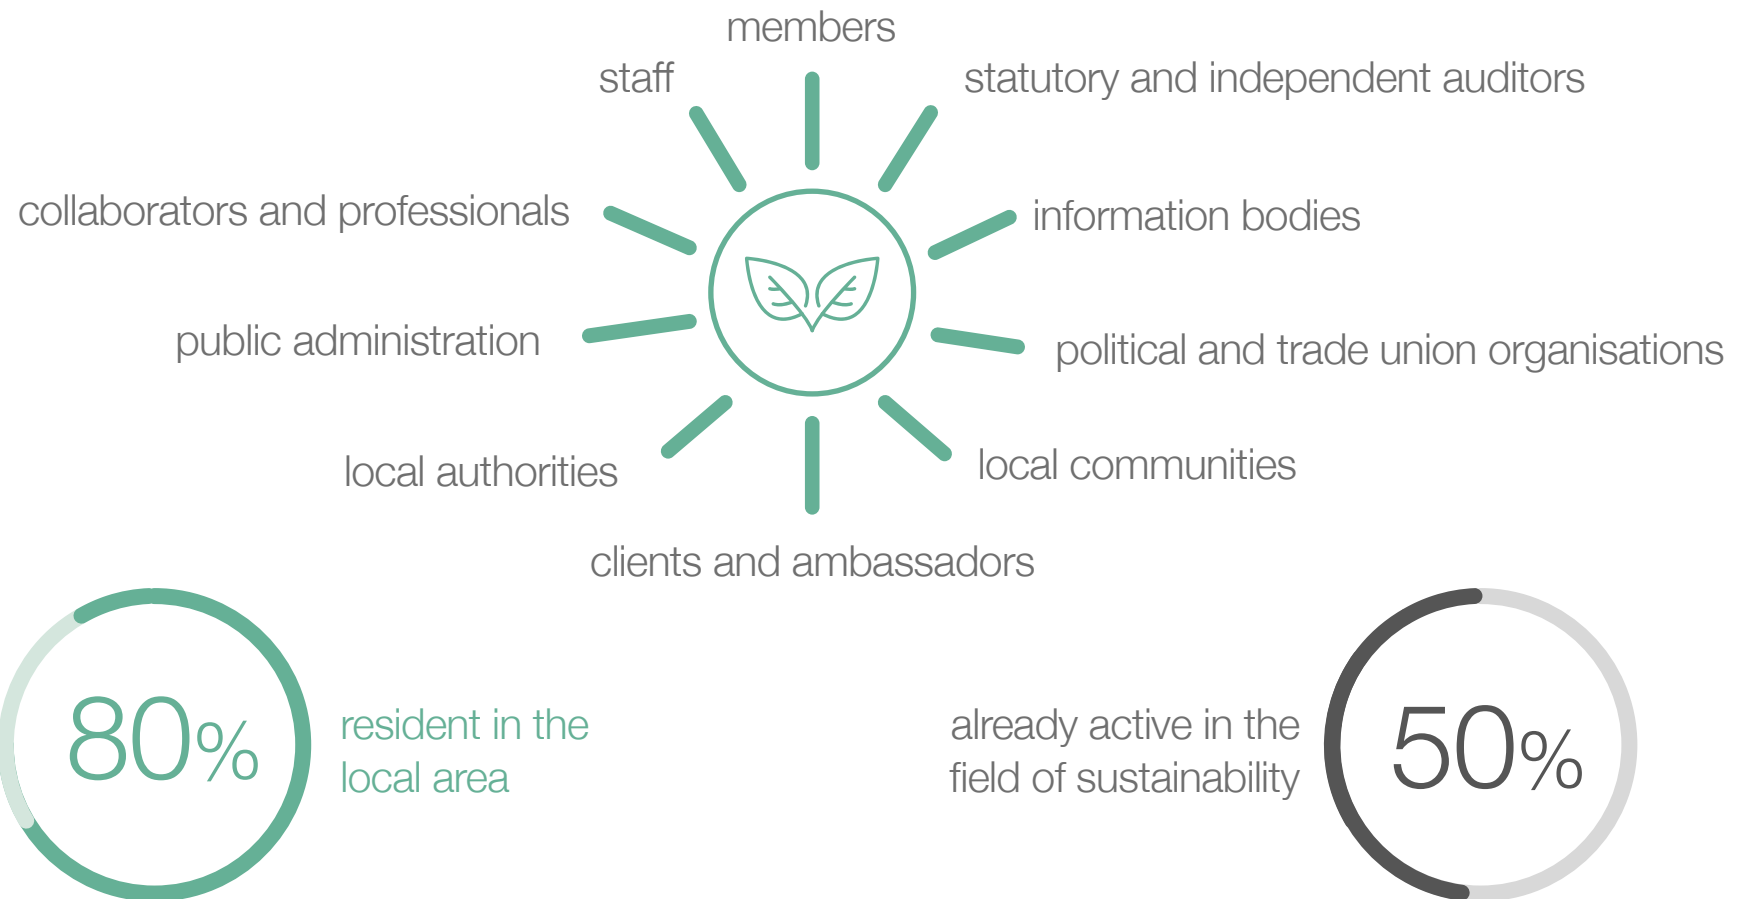 members
staff
statutory and independent auditors
collaborators and professionals
information bodies
public administration
political and trade union organisations
local authorities
local communities
clients and ambassadors
80%
resident in the
local area
already active in the
field of sustainability
50%